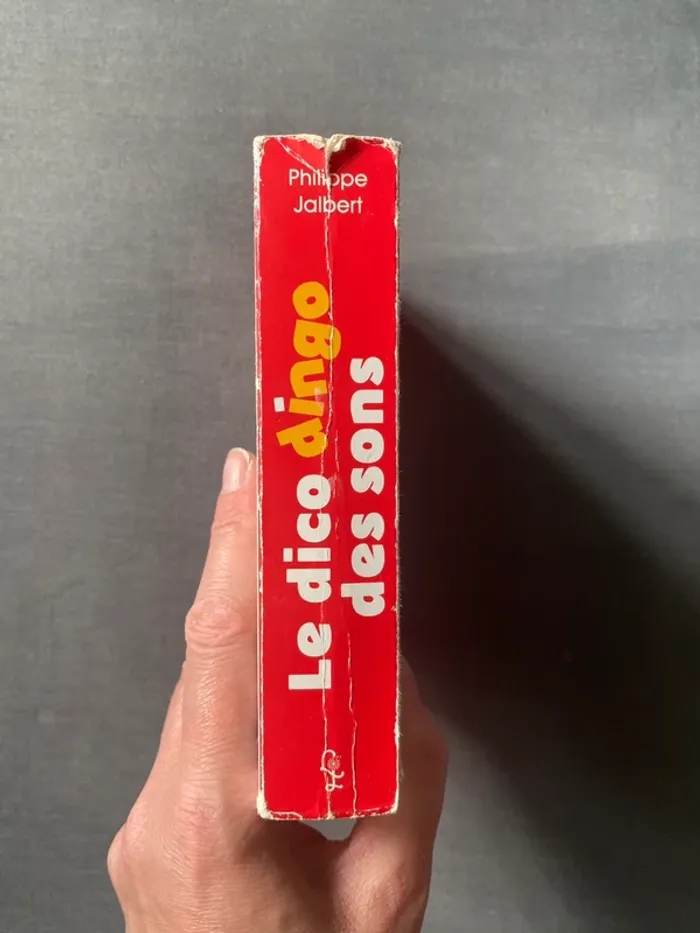 Philippe
Jalbert
Le dico dingo
des sons